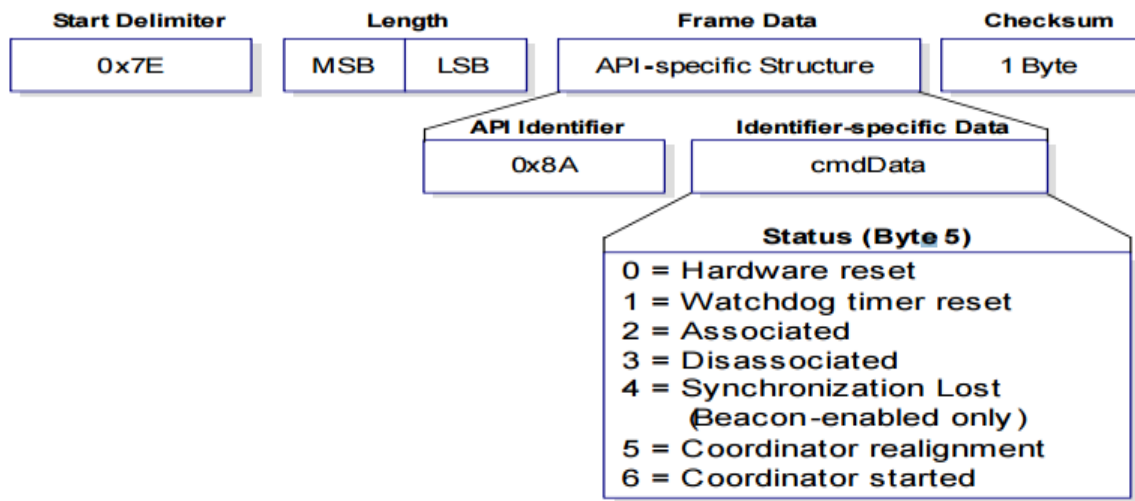 Start Delimiter Length Frame Data Checksum
0x7E MSB LSB API-specific Structure 1 Byte
API Identifier Identifier-specific Data
0x8A cmdData
Status (Byte 5)
0 = Hardware reset
1 = Watchdog timer reset
2 = Associated
3 = Disassociated
4 = Synchronization Lost
(Beacon-enabled only)
5 = Coordinator realignment
6 = Coordinator started